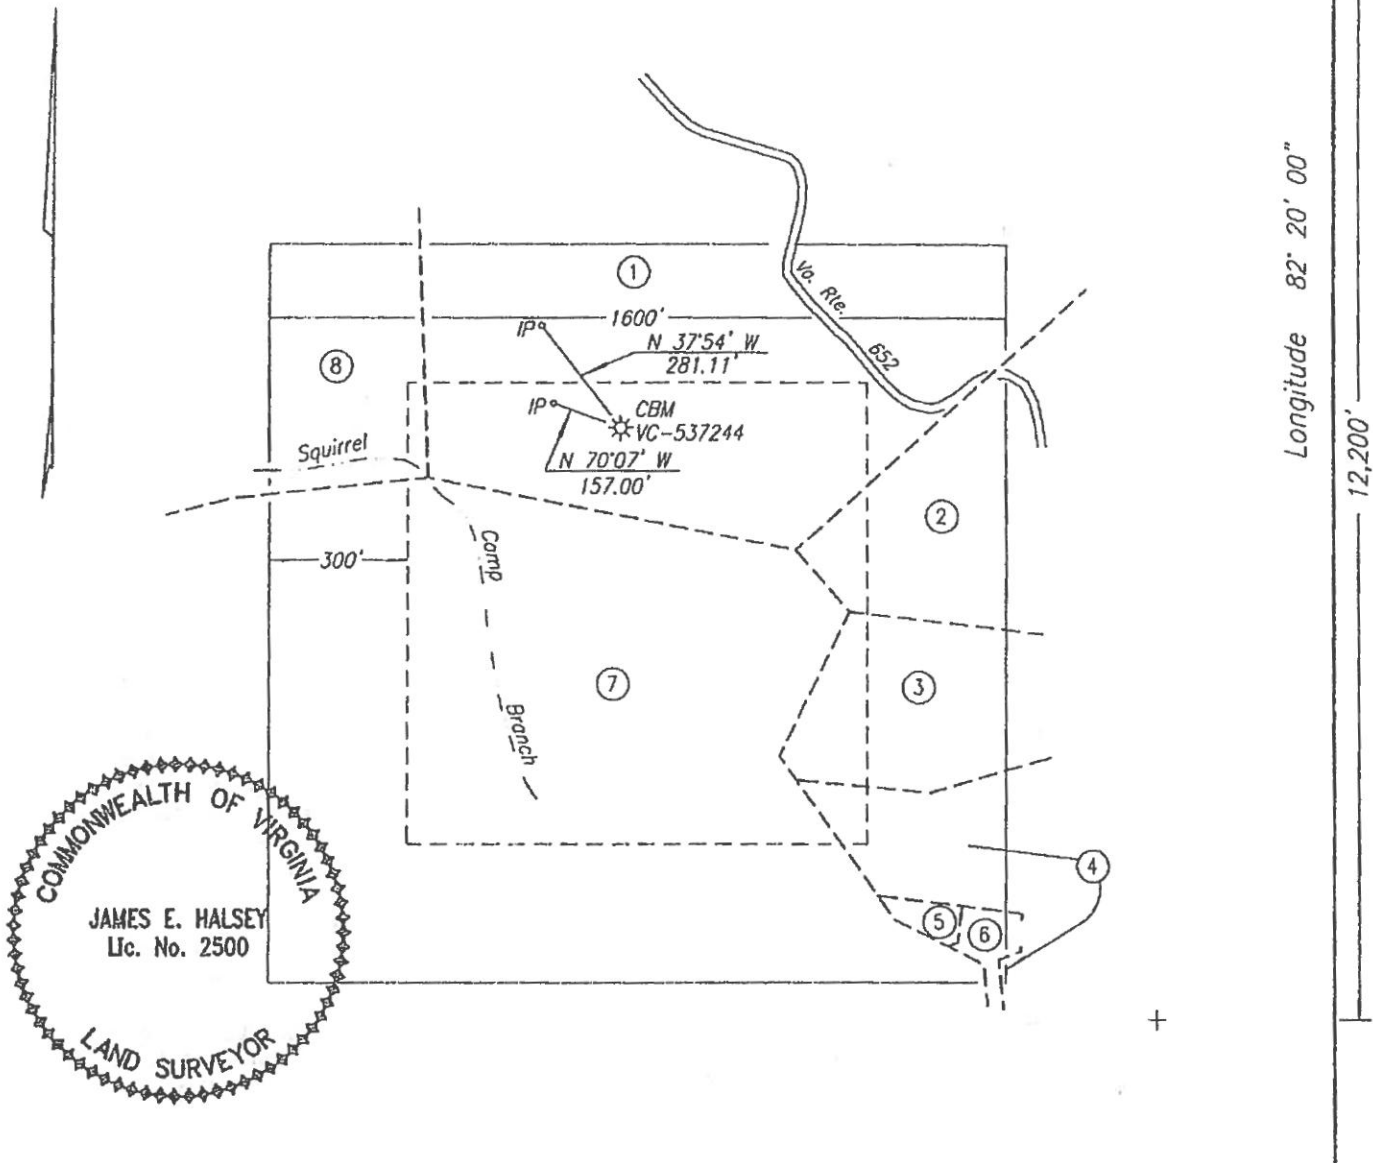 1
1600'
IP
N 37°54' W
281.11'
8
IP
CBM
VC-537244
N 70°07' W
157.00'
Va. Rte. 652
Squirrel Camp Branch
300'
2
7
3
4
5
6
Longitude 82° 20' 00"
12,200'
COMMONWEALTH OF VIRGINIA
JAMES E. HALSEY
Lic. No. 2500
LAND SURVEYOR